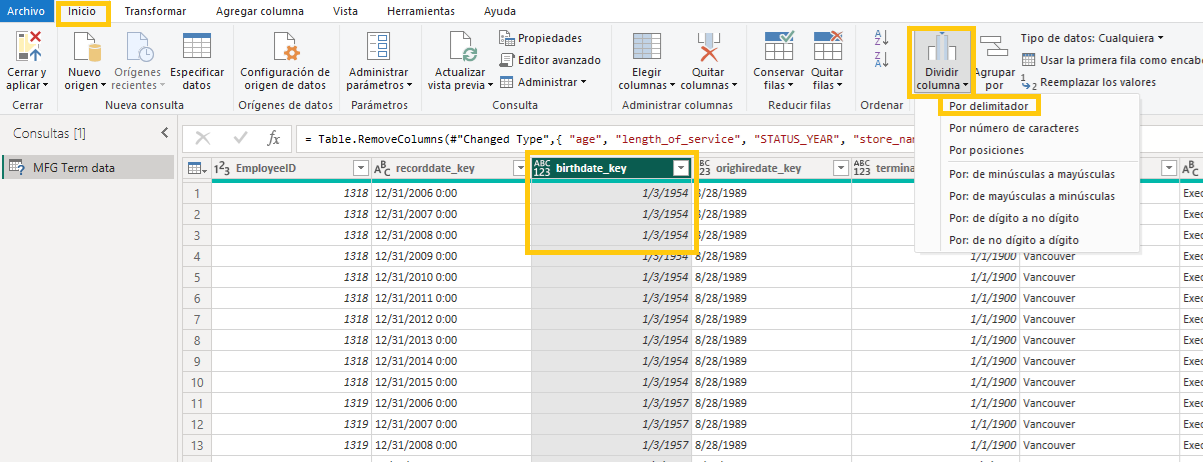 Archivo Inicio Transformar Agregar columna Vista Herramientas Ayuda
Cerrar y aplicar
Nuevo origen
Orígenes recientes
Especificar datos
Configuración de origen de datos
Administrar parámetros
Actualizar vista previa
Propiedades
Editor avanzado
Administrar
Elegir columnas
Quitar columnas
Conservar filas
Quitar filas
A Z
Z A
Dividir columna
Agrupar por
Tipo de datos: Cualquiera
Usar la primera fila como encabe
1 2 Reemplazar los valores
Cerrar Nueva consulta Orígenes de datos Parámetros Consulta Administrar columnas Reducir filas Ordenar
Por delimitador
Por número de caracteres
Por posiciones
Por: de minúsculas a mayúsculas
Por: de mayúsculas a minúsculas
Por: de dígito a no dígito
Por: de no dígito a dígito
Consultas [1]
MFG Term data
fx = Table.RemoveColumns(#"Changed Type",{ "age", "length_of_service", "STATUS_YEAR", "store_na
1 2 3 EmployeeID A B C recorddate_key ABC 123 birthdate_key ABC 123 orighiredate_key ABC 123 termina A B C
1 1318 12/31/2006 0:00 1/3/1954 8/28/1989 Exec
2 1318 12/31/2007 0:00 1/3/1954 8/28/1989 Exec
3 1318 12/31/2008 0:00 1/3/1954 8/28/1989 Exec
4 1318 12/31/2009 0:00 1/3/1954 8/28/1989 1/1/1900 Vancouver Exec
5 1318 12/31/2010 0:00 1/3/1954 8/28/1989 1/1/1900 Vancouver Exec
6 1318 12/31/2011 0:00 1/3/1954 8/28/1989 1/1/1900 Vancouver Exec
7 1318 12/31/2012 0:00 1/3/1954 8/28/1989 1/1/1900 Vancouver Exec
8 1318 12/31/2013 0:00 1/3/1954 8/28/1989 1/1/1900 Vancouver Exec
9 1318 12/31/2014 0:00 1/3/1954 8/28/1989 1/1/1900 Vancouver Exec
10 1318 12/31/2015 0:00 1/3/1954 8/28/1989 1/1/1900 Vancouver Exec
11 1319 12/31/2006 0:00 1/3/1957 8/28/1989 1/1/1900 Vancouver Exec
12 1319 12/31/2007 0:00 1/3/1957 8/28/1989 1/1/1900 Vancouver Exec
13 1319 12/31/2008 0:00 1/3/1957 8/28/1989 1/1/1900 Vancouver Exec